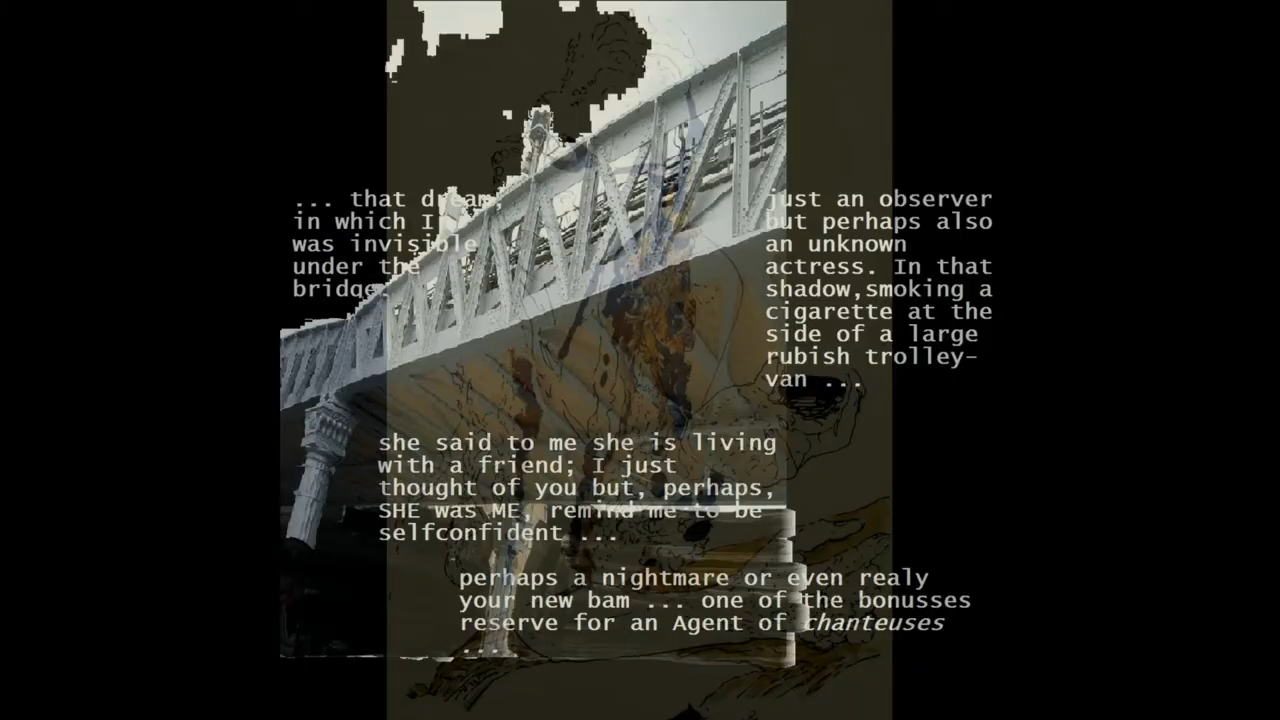 ... that dream,
in which I
was invisible
under the
bridge.
just an observer
but perhaps also
an unknown
actress. In that
shadow,smoking a
cigarette at the
side of a large
rubish trolley-
van ...
she said to me she is living
with a friend; I just
thought of you but, perhaps,
SHE was ME, remind me to be
selfconfident ...
perhaps a nightmare or even realy
your new bam ... one of the bonusses
reserve for an Agent of chanteuses
...